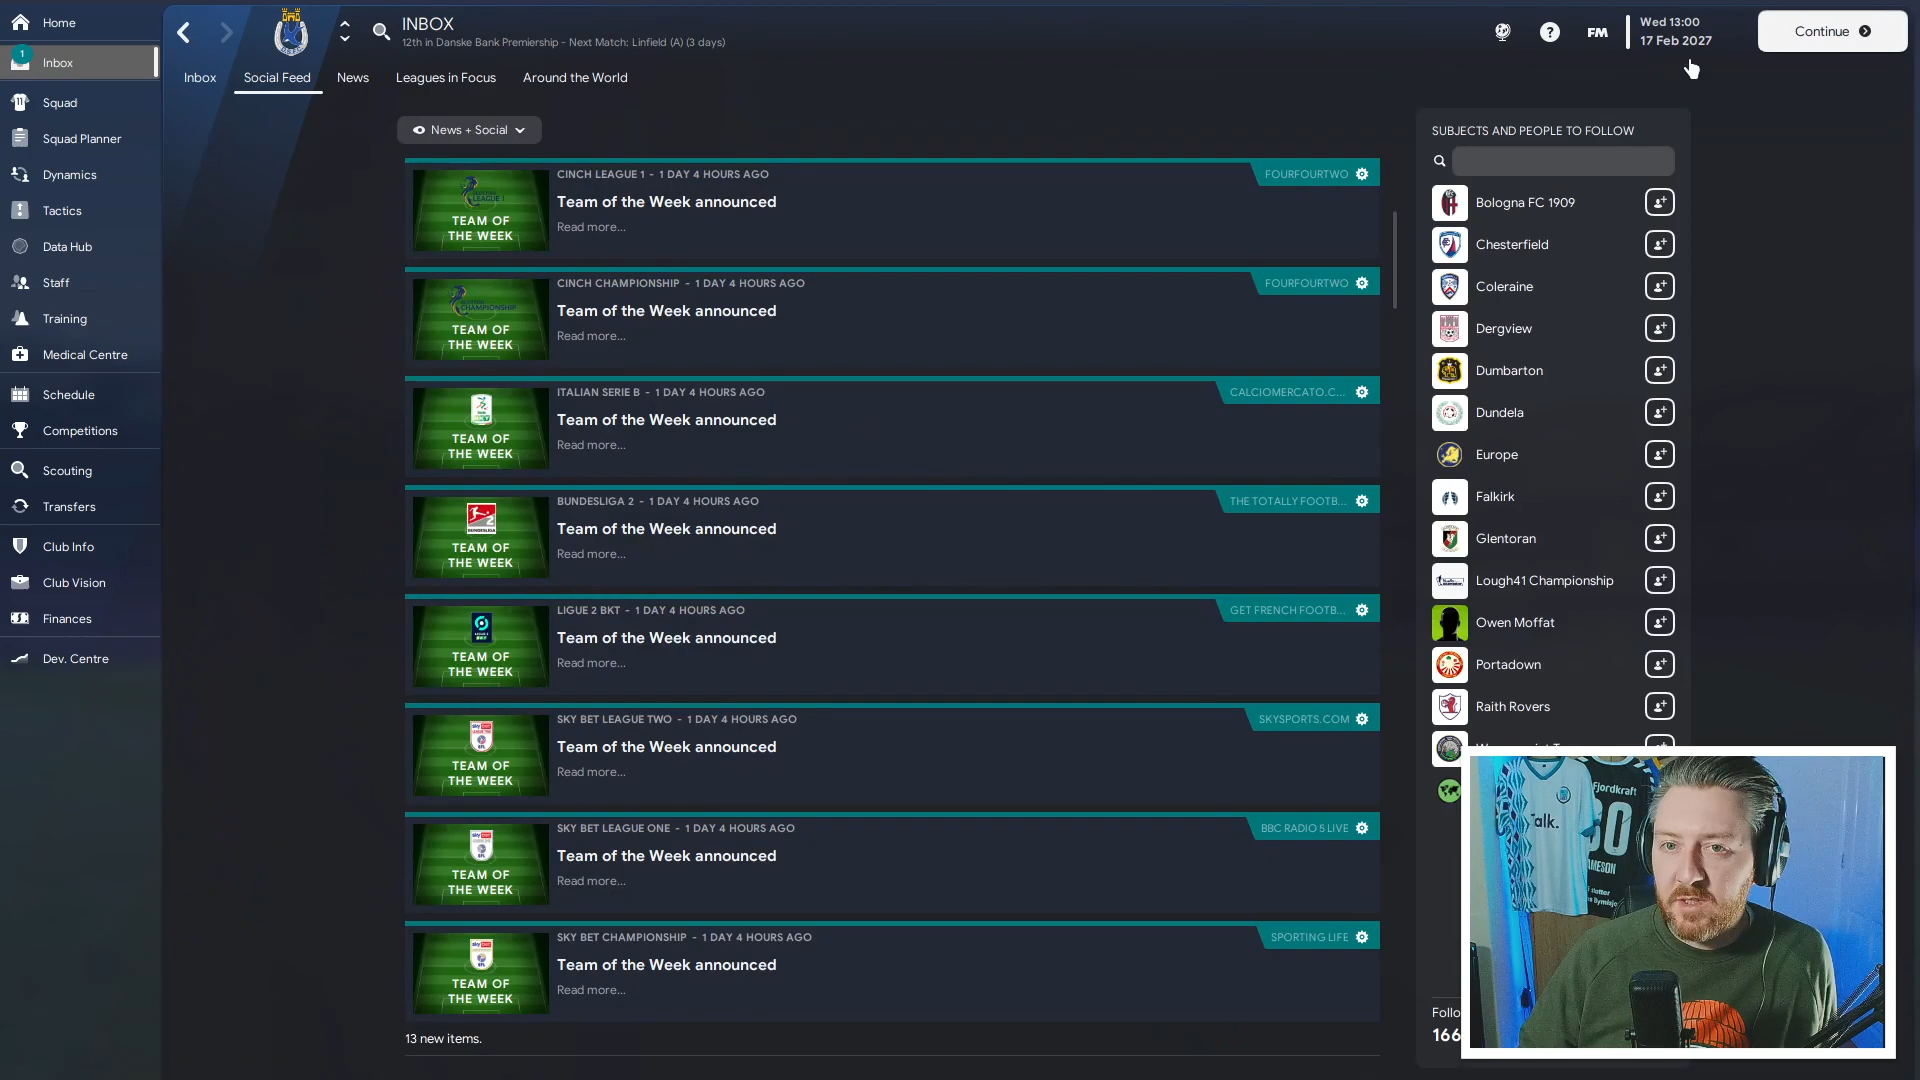 Home
INBOX
12th in Danske Bank Premiership - Next Match: Linfield (A) (3 days)
FM
Wed 13:00
17 Feb 2027
Continue
1
Inbox
Squad
Squad Planner
Dynamics
Tactics
Data Hub
Staff
Training
Medical Centre
Schedule
Competitions
Scouting
Transfers
Club Info
Club Vision
Finances
Dev. Centre
Inbox
Social Feed
News
Leagues in Focus
Around the World
News + Social
CINCH LEAGUE 1 - 1 DAY 4 HOURS AGO
FOURFOURTWO
Team of the Week announced
Read more...
TEAM OF
THE WEEK
CINCH CHAMPIONSHIP - 1 DAY 4 HOURS AGO
FOURFOURTWO
Team of the Week announced
Read more...
TEAM OF
THE WEEK
ITALIAN SERIE B - 1 DAY 4 HOURS AGO
CALCIOMERCATO.C...
Team of the Week announced
Read more...
TEAM OF
THE WEEK
BUNDESLIGA 2 - 1 DAY 4 HOURS AGO
THE TOTALLY FOOTB...
Team of the Week announced
Read more...
TEAM OF
THE WEEK
LIGUE 2 BKT - 1 DAY 4 HOURS AGO
GET FRENCH FOOTB...
Team of the Week announced
Read more...
TEAM OF
THE WEEK
SKY BET LEAGUE TWO - 1 DAY 4 HOURS AGO
SKYSPORTS.COM
Team of the Week announced
Read more...
TEAM OF
THE WEEK
SKY BET LEAGUE ONE - 1 DAY 4 HOURS AGO
BBC RADIO 5 LIVE
Team of the Week announced
Read more...
TEAM OF
THE WEEK
SKY BET CHAMPIONSHIP - 1 DAY 4 HOURS AGO
SPORTING LIFE
Team of the Week announced
Read more...
TEAM OF
THE WEEK
13 new items.
SUBJECTS AND PEOPLE TO FOLLOW
Bologna FC 1909
Chesterfield
Coleraine
Dergview
Dumbarton
Dundela
Europe
Falkirk
Glentoran
Lough41 Championship
Owen Moffat
Portadown
Raith Rovers
Follo
166
Fjordkraft
Talk.